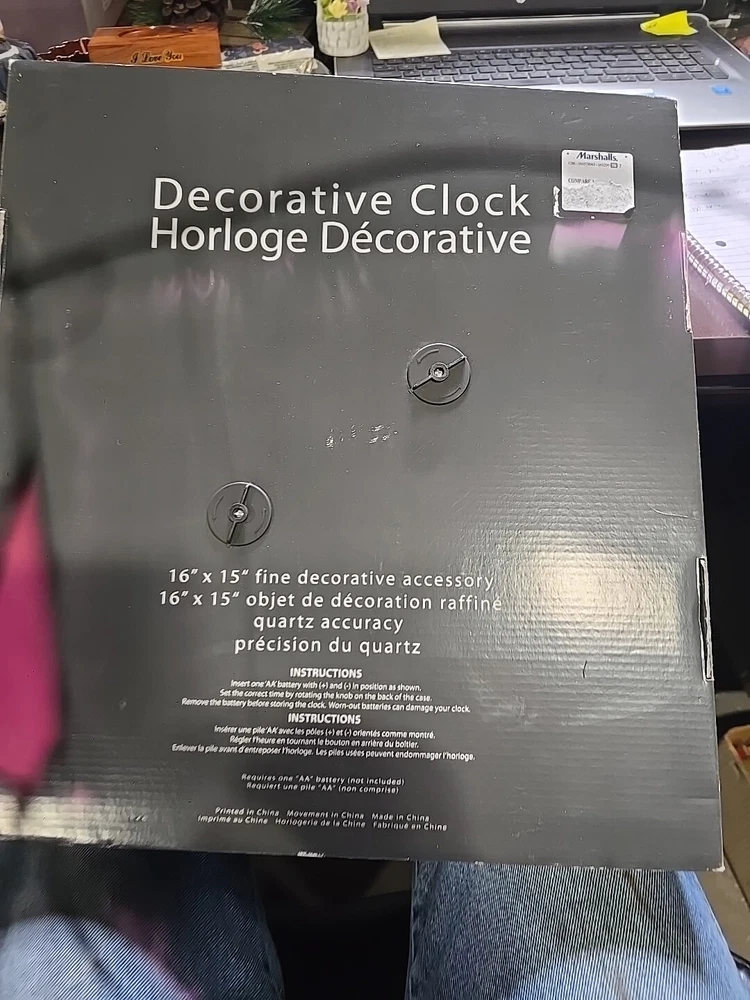 I Love You
Marshalls.
COMPARE
Decorative Clock
Horloge Décorative
16" x 15" fine decorative accessory
16" x 15" objet de décoration raffiné
quartz accuracy
précision du quartz
INSTRUCTIONS
Insert one 'AA' battery with (+) and (-) in position as shown.
Set the correct time by rotating the knob on the back of the case.
Remove the battery before storing the clock. Worn-out batteries can damage your clock.
INSTRUCTIONS
Insérer une pile 'AA' avec les pôles (+) et (-) orientés comme montré.
Régler l'heure en tournant le bouton en arrière du boîtier.
Enlever la pile avant d'entreposer l'horloge. Les piles usées peuvent endommager l'horloge.
Requires one "AA" battery (not included)
Requiert une pile "AA" (non comprise)
Printed in China Movement in China Made in China
Imprimé au Chine Horlogerie de la Chine Fabriqué en Chine